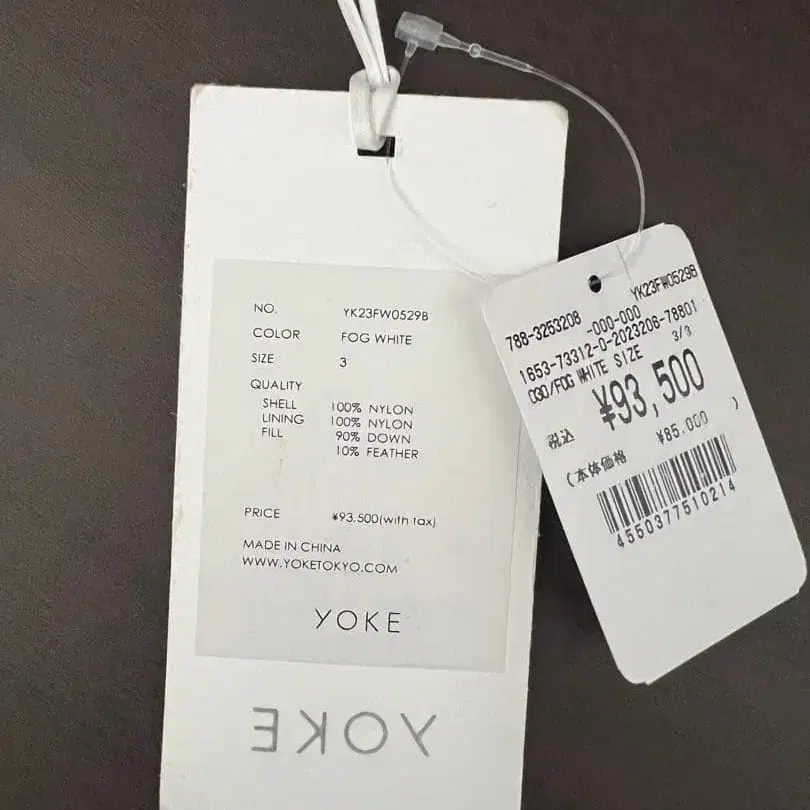 NO. YK23FW0529B
COLOR FOG WHITE
SIZE 3
QUALITY
SHELL 100% NYLON
LINING 100% NYLON
FILL 90% DOWN
10% FEATHER
PRICE ¥93.500(with tax)
MADE IN CHINA
WWW.YOKETOKYO.COM
YOKE
YOKE
YK23FW0529B
788-3253208 -000-000
1653-73312-0-2023206-78801
030/FOG WHITE SIZE 3/3
税込 ¥93,500
(本体価格 ¥85.000 )
4550377510214